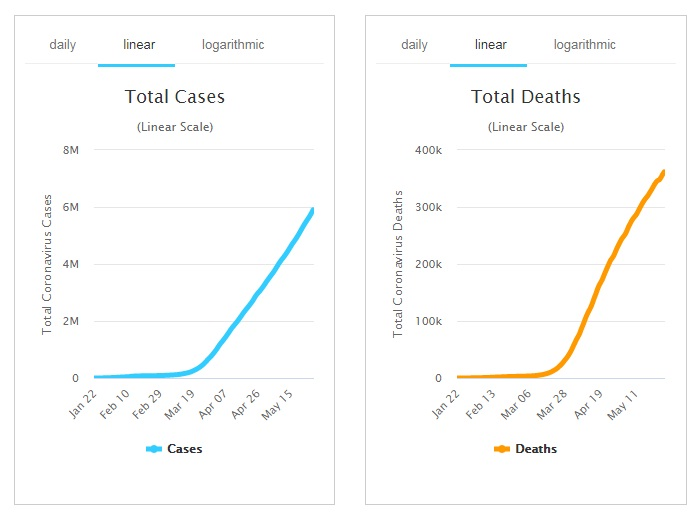 daily linear logarithmic
Total Cases
(Linear Scale)
Total Coronavirus Cases
8M
6M
4M
2M
0
Jan 22 Feb 10 Feb 29 Mar 19 Apr 07 Apr 26 May 15
Cases
daily linear logarithmic
Total Deaths
(Linear Scale)
Total Coronavirus Deaths
400k
300k
200k
100k
0
Jan 22 Feb 13 Mar 06 Mar 28 Apr 19 May 11
Deaths